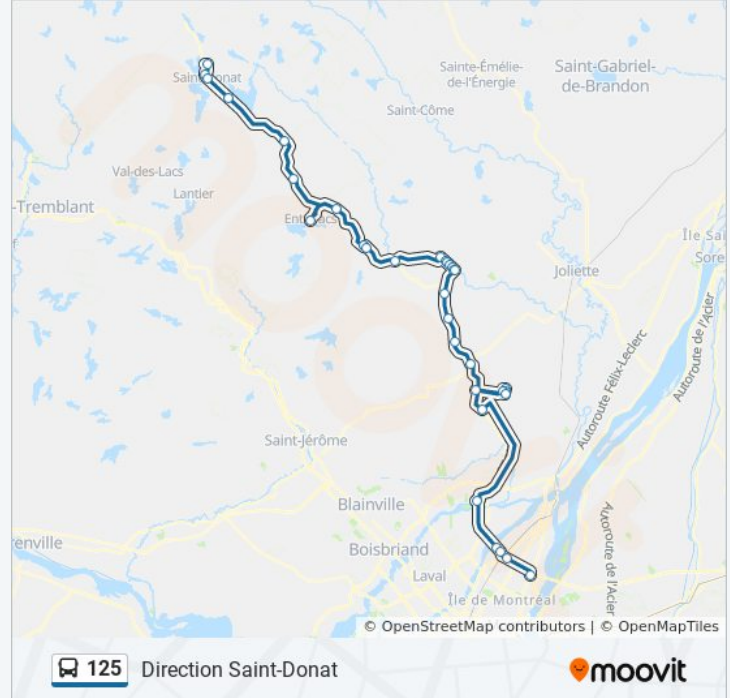 Sainte-Émélie-
de-l'Énergie
Saint-Gabriel-
de-Brandon
Saint-Donat
Saint-Côme
Val-des-Lacs
Lantier
-Tremblant
Entrelacs
Île Sai
Sore
Joliette
Autoroute Félix-Leclerc
Autoroute de l'Acier
Saint-Jérôme
Blainville
Autoroute de l'Acier
enville
Boisbriand
Laval
Île de Montréal
© OpenStreetMap contributors | © OpenMapTiles
125 Direction Saint-Donat
moovit